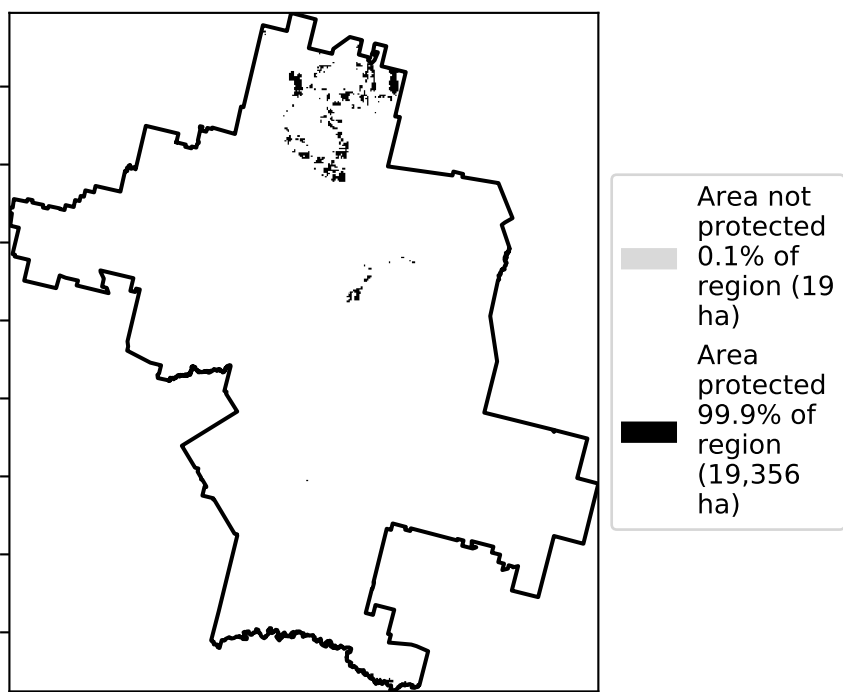 Area not
protected
0.1% of
region (19
ha)
Area
protected
99.9% of
region
(19,356
ha)